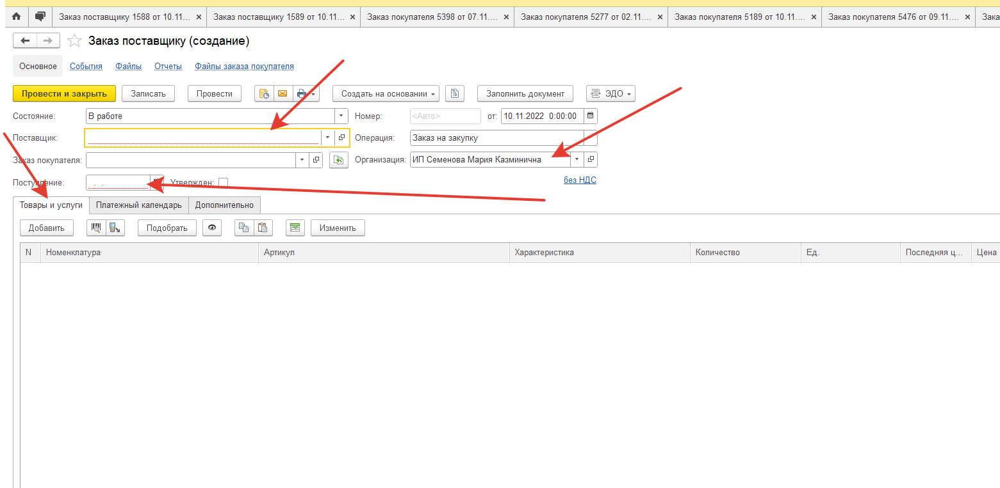 Заказ поставщику 1588 от 10.11... × Заказ поставщику 1589 от 10.11... × Заказ покупателя 5398 от 07.11.... × Заказ покупателя 5277 от 02.11.... × Заказ покупателя 5189 от 10.11.... × Заказ покупателя 5476 от 09.11.... × Зака
Заказ поставщику (создание)
Основное События Файлы Отчеты Файлы заказа покупателя
Провести и закрыть Записать Провести Создать на основании Заполнить документ ЭДО
Состояние: В работе Номер: <Авто> от: 10.11.2022 0:00:00
Поставщик: Операция: Заказ на закупку
Заказ покупателя: Организация: ИП Семенова Мария Казминична
Поступление: . . Утвержден: без НДС
Товары и услуги Платежный календарь Дополнительно
Добавить Подобрать Изменить
N Номенклатура Артикул Характеристика Количество Ед. Последняя ц... Цена